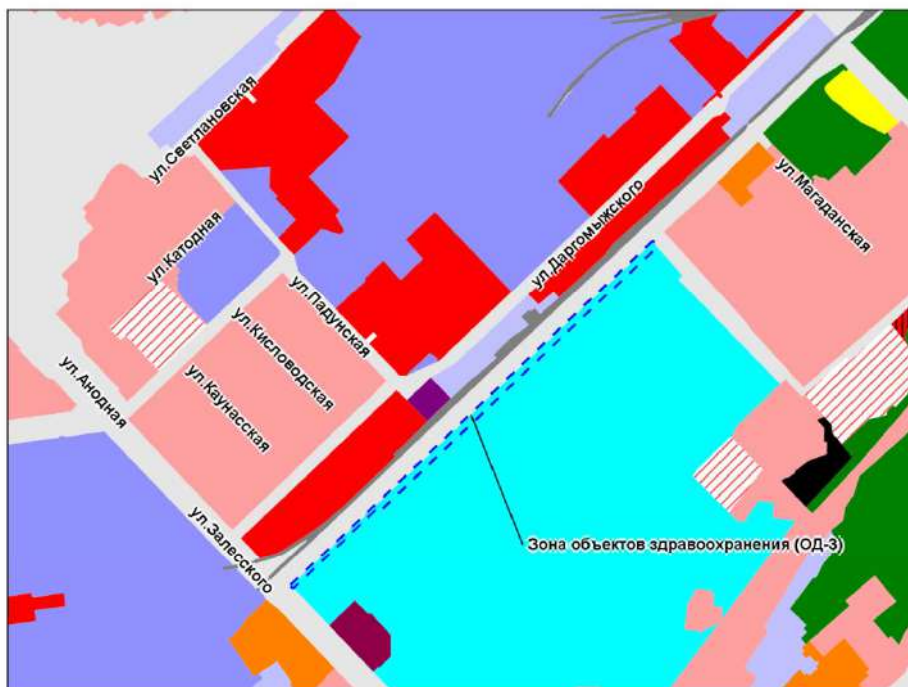 ул.Светлановская
ул.Катодная
ул.Падунская
ул.Кисловодская
ул.Каунасская
ул.Анодная
ул.Даргомыжского
ул.Магаданская
ул.Залесского
Зона объектов здравоохранения (ОД-3)